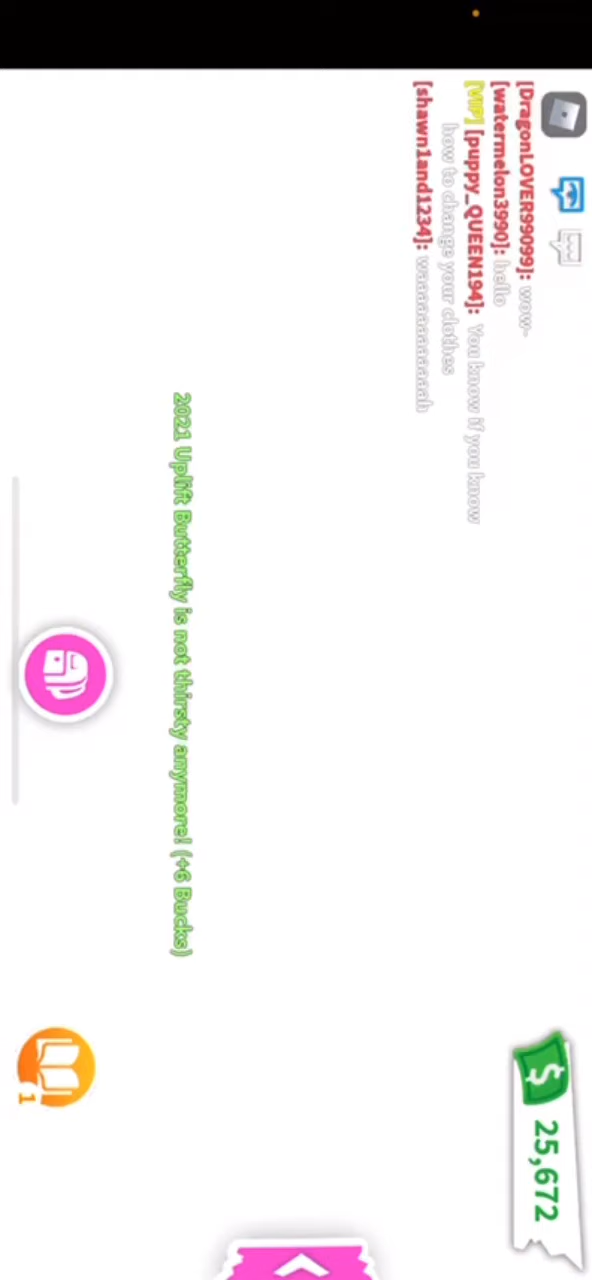 [DragonLOVER99099]: wow-
[watermelon3990]: hello
[VIP] [puppy_QUEEN194]: You know if you know
how to change your clothes
[shawn1and1234]: waaaaaaaaaaah
2021 Uplift Butterfly is not thirsty anymore! (+6 Bucks)
1
$ 25,672